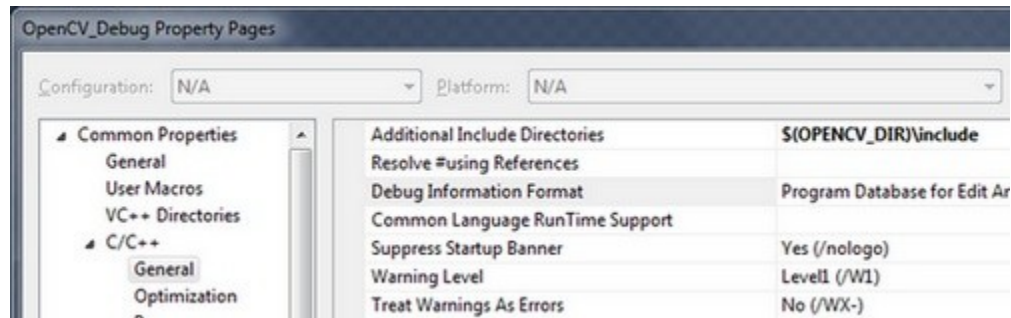 OpenCV_Debug Property Pages
Configuration: N/A Platform: N/A
Common Properties
General
User Macros
VC++ Directories
C/C++
General
Optimization
Additional Include Directories $(OPENCV_DIR)\include
Resolve #using References
Debug Information Format Program Database for Edit
Common Language RunTime Support
Suppress Startup Banner Yes (/nologo)
Warning Level Level1 (/W1)
Treat Warnings As Errors No (/WX-)